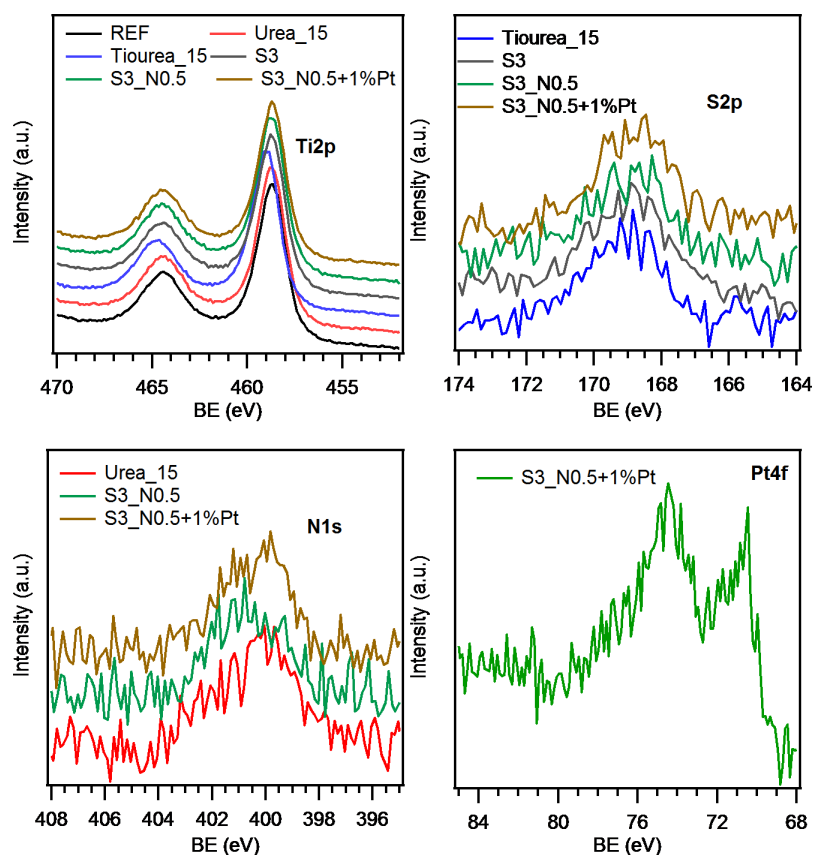 REF Urea_15
Tiourea_15 S3
S3_N0.5 S3_N0.5+1%Pt
Ti2p
Intensity (a.u.)
470 465 460 455
BE (eV)
Tiourea_15
S3
S3_N0.5
S3_N0.5+1%Pt
S2p
Intensity (a.u.)
174 172 170 168 166 164
BE (eV)
Urea_15
S3_N0.5
S3_N0.5+1%Pt
N1s
Intensity (a.u.)
408 406 404 402 400 398 396
BE (eV)
S3_N0.5+1%Pt
Pt4f
Intensity (a.u.)
84 80 76 72 68
BE (eV)